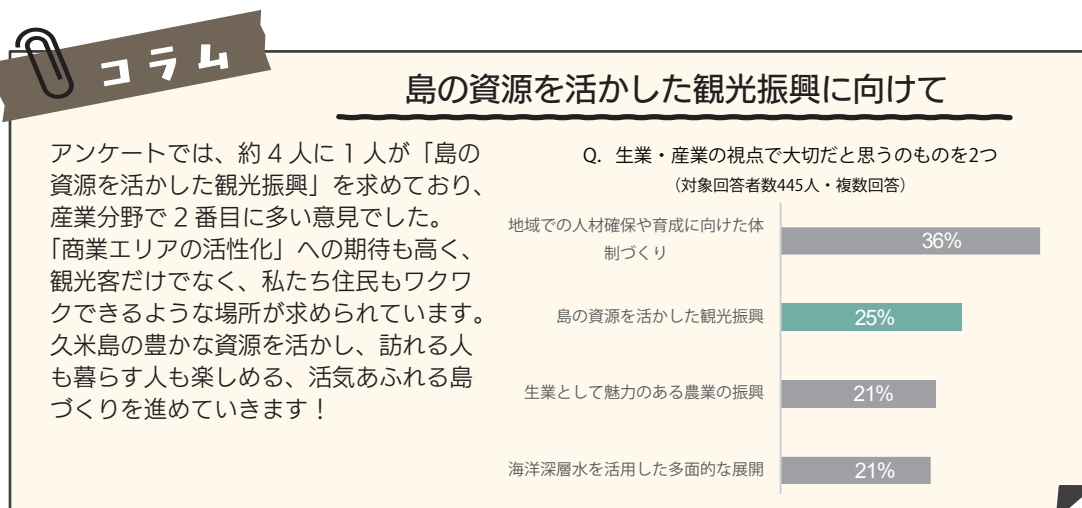 コラム
島の資源を活かした観光振興に向けて
アンケートでは、約4人に1人が「島の
資源を活かした観光振興」を求めており、
産業分野で2番目に多い意見でした。
「商業エリアの活性化」への期待も高く、
観光客だけでなく、私たち住民もワクワ
クできるような場所が求められています。
久米島の豊かな資源を活かし、訪れる人
も暮らす人も楽しめる、活気あふれる島
づくりを進めていきます！
Q. 生業・産業の視点で大切だと思うのものを2つ
（対象回答者数445人・複数回答）
地域での人材確保や育成に向けた体
制づくり
36%
島の資源を活かした観光振興
25%
生業として魅力のある農業の振興
21%
海洋深層水を活用した多面的な展開
21%